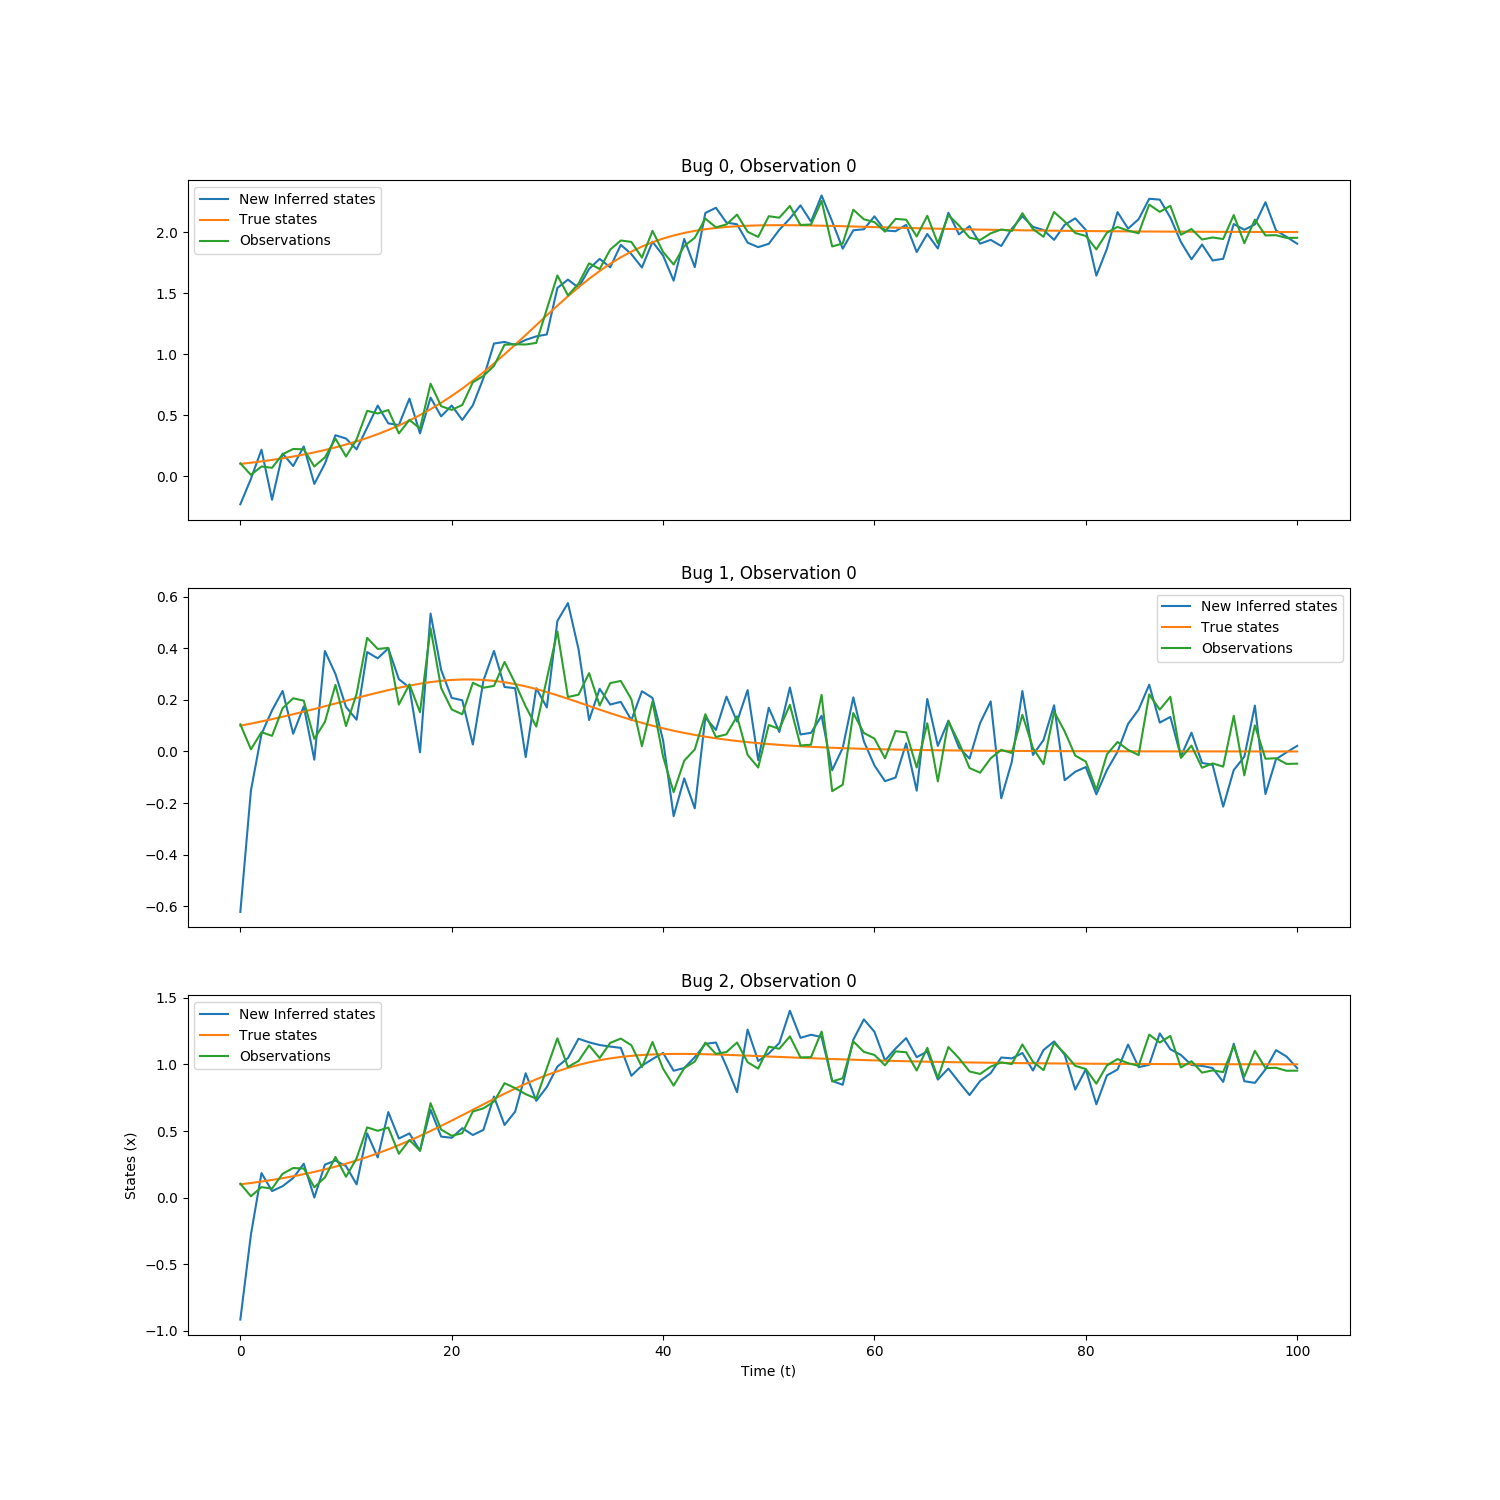 Bug 0, Observation 0
New Inferred states
True states
Observations
2.0
1.5
1.0
0.5
0.0
Bug 1, Observation 0
New Inferred states
True states
Observations
0.6
0.4
0.2
0.0
−0.2
−0.4
−0.6
Bug 2, Observation 0
New Inferred states
True states
Observations
1.5
1.0
0.5
0.0
−0.5
−1.0
States (x)
0 20 40 60 80 100
Time (t)